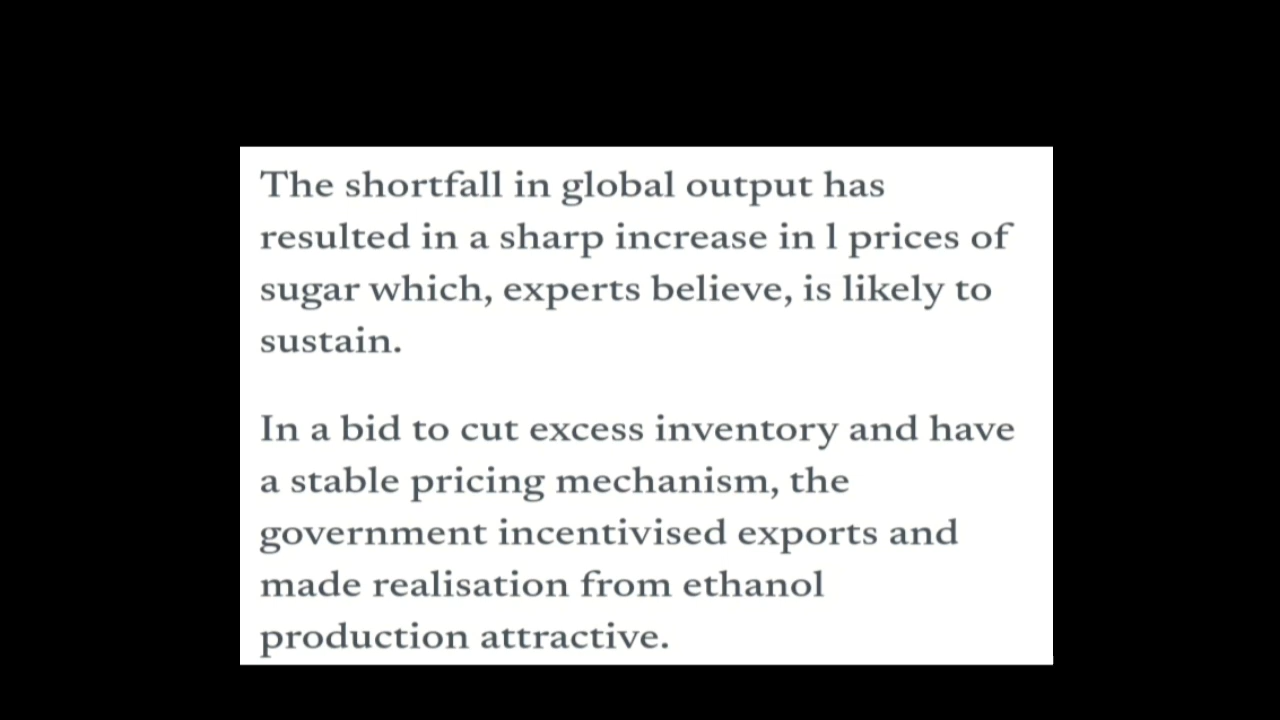 The shortfall in global output has
resulted in a sharp increase in l prices of
sugar which, experts believe, is likely to
sustain.
In a bid to cut excess inventory and have
a stable pricing mechanism, the
government incentivised exports and
made realisation from ethanol
production attractive.